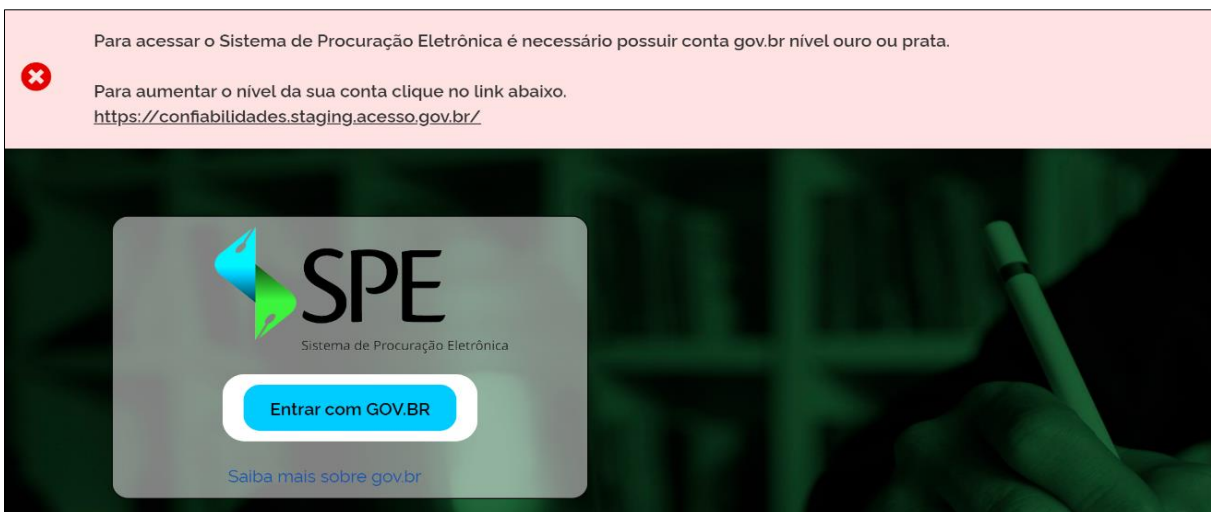 Para acessar o Sistema de Procuração Eletrônica é necessário possuir conta gov.br nível ouro ou prata.
Para aumentar o nível da sua conta clique no link abaixo.
https://confiabilidades.staging.acesso.gov.br/
SPE
Sistema de Procuração Eletrônica
Entrar com GOV.BR
Saiba mais sobre gov.br